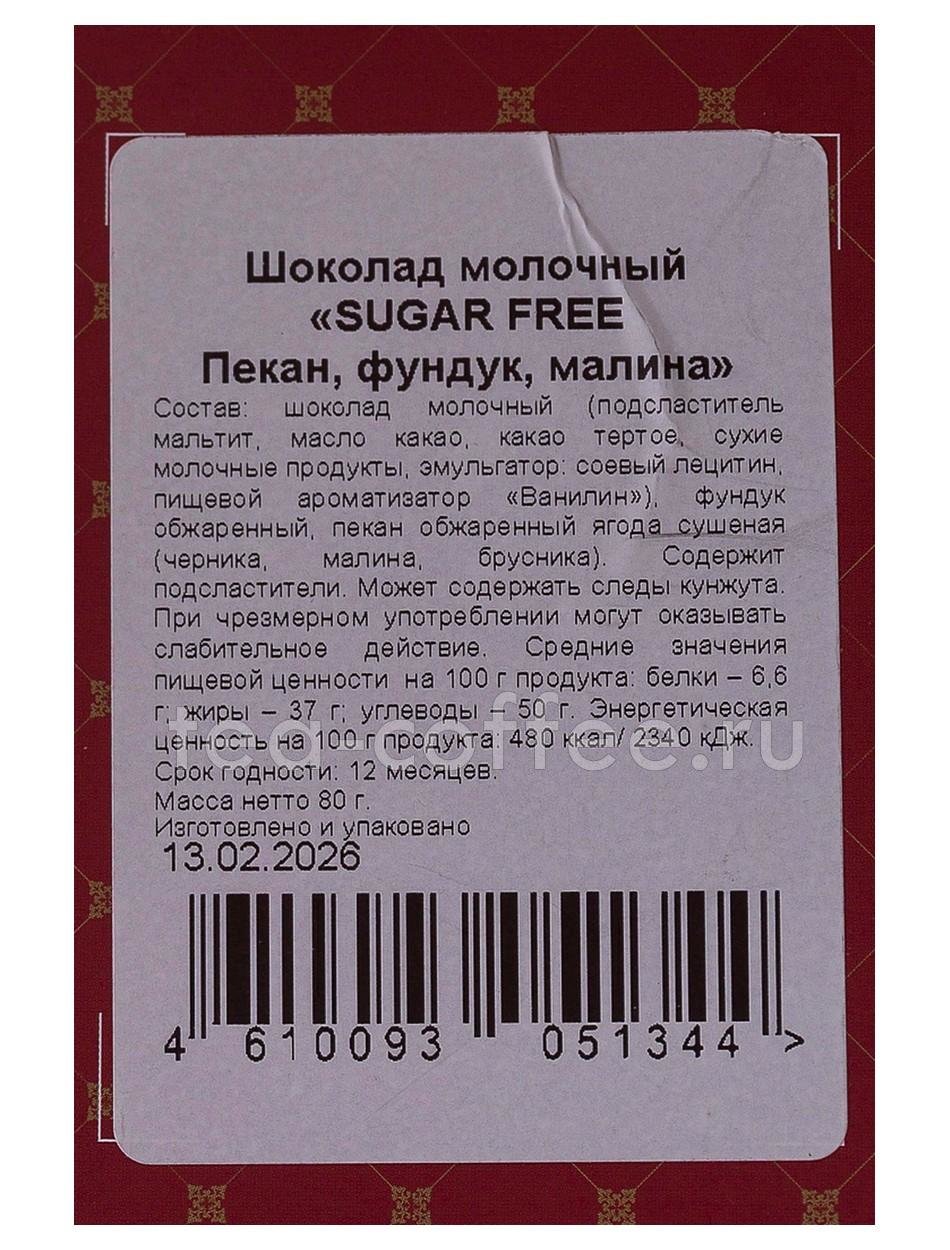 Шоколад молочный
«SUGAR FREE
Пекан, фундук, малина»
Состав: шоколад молочный (подсластитель
мальтит, масло какао, какао тертое, сухие
молочные продукты, эмульгатор: соевый лецитин,
пищевой ароматизатор «Ванилин»), фундук
обжаренный, пекан обжаренный ягода сушеная
(черника, малина, брусника). Содержит
подсластители. Может содержать следы кунжута.
При чрезмерном употреблении могут оказывать
слабительное действие. Средние значения
пищевой ценности на 100 г продукта: белки – 6,6
г; жиры – 37 г; углеводы – 50 г. Энергетическая
ценность на 100 г продукта: 480 ккал/ 2340 кДж.
tea-coffee.ru
Срок годности: 12 месяцев.
Масса нетто 80 г.
Изготовлено и упаковано
13.02.2026
4 610093 051344 >